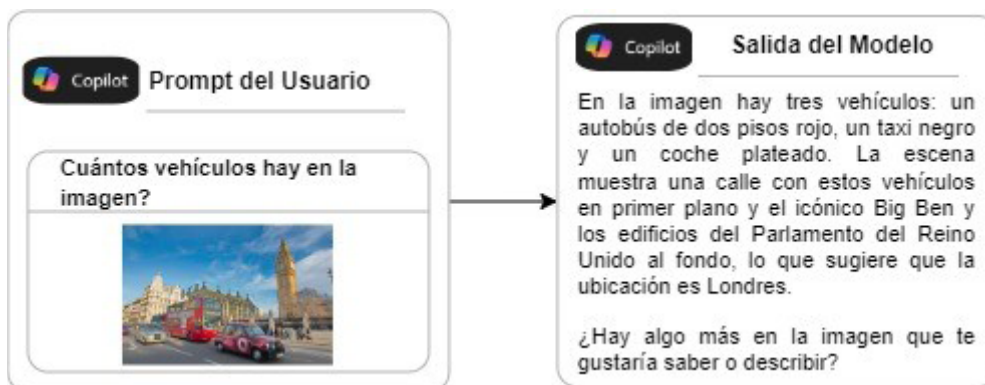 Copilot
Prompt del Usuario
Cuántos vehículos hay en la
imagen?
Copilot
Salida del Modelo
En la imagen hay tres vehículos: un
autobús de dos pisos rojo, un taxi negro
y un coche plateado. La escena
muestra una calle con estos vehículos
en primer plano y el icónico Big Ben y
los edificios del Parlamento del Reino
Unido al fondo, lo que sugiere que la
ubicación es Londres.
¿Hay algo más en la imagen que te
gustaría saber o describir?